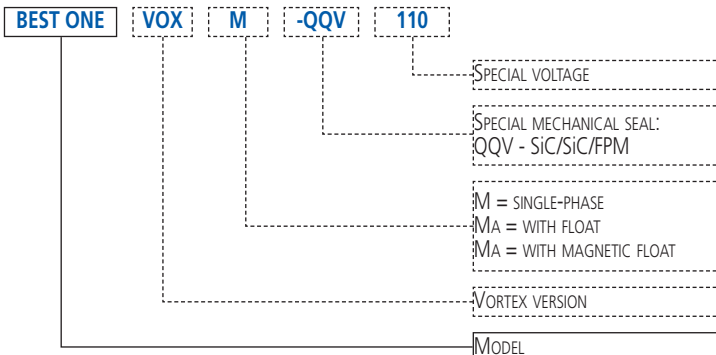 BEST ONE VOX M -QQV 110
SPECIAL VOLTAGE
SPECIAL MECHANICAL SEAL:
QQV - SiC/SiC/FPM
M = SINGLE-PHASE
MA = WITH FLOAT
MA = WITH MAGNETIC FLOAT
VORTEX VERSION
MODEL